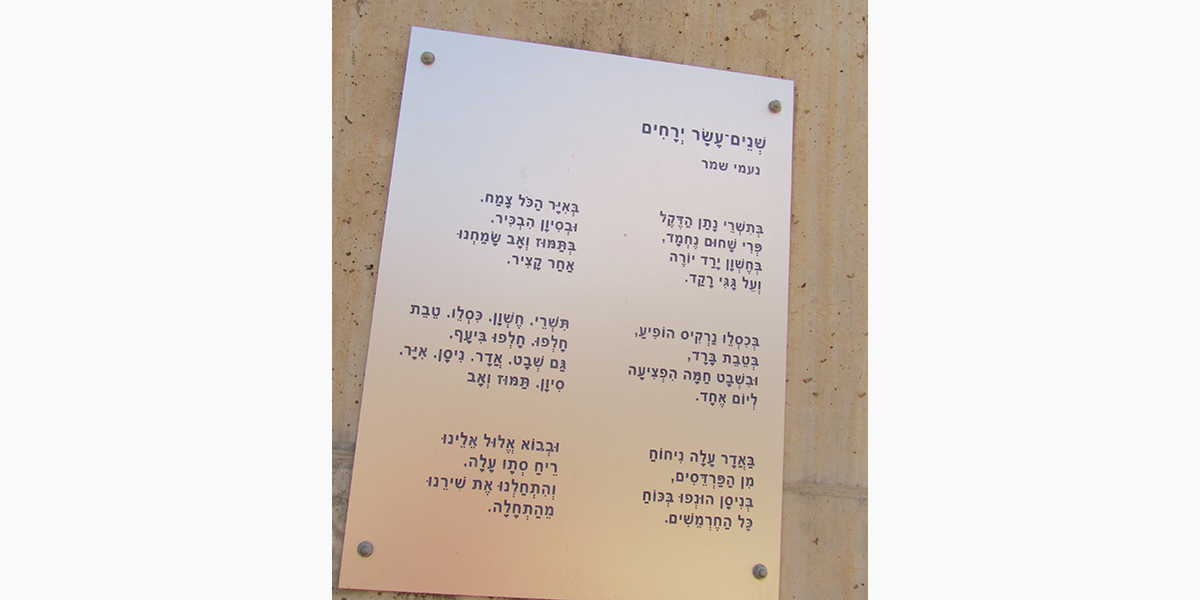 שְׁנֵים־עָשָׂר יְרָחִים
נעמי שמר
בְּתִשְׁרֵי נָתַן הַדֶּקֶל
פְּרִי שָׁחוּם נֶחְמָד,
בְּחֶשְׁוָן יָרַד יוֹרֶה
וְעַל גַּגִּי רָקַד.
בְּכִסְלֵו נַרְקִיס הוֹפִיעַ,
בְּטֵבֵת בָּרָד,
וּבִשְׁבָט חַמָּה הִפְצִיעָה
לְיוֹם אֶחָד.
בַּאֲדָר עָלָה נִיחוֹחַ
מִן הַפַּרְדֵּסִים,
בְּנִיסָן הוּנְפוּ בְּכוֹחַ
כָּל הַחֶרְמֵשִׁים.
בְּאִיָּר הַכֹּל צָמַח.
וּבְסִיוָן הִבְכִּיר.
בְּתַמּוּז וְאָב שָׂמַחְנוּ
אַחַר קָצִיר.
תִּשְׁרֵי. חֶשְׁוָן. כִּסְלֵו. טֵבֵת
חָלְפוּ. חָלְפוּ בִּיעָף.
גַּם שְׁבָט. אֲדָר. נִיסָן. אִיָּר.
סִיוָן. תַּמּוּז וְאָב
וּבְבוֹא אֱלוּל אֵלֵינוּ
רֵיחַ סְתָו עָלָה.
וְהִתְחַלְנוּ אֶת שִׁירֵנוּ
מֵהַתְחָלָה.